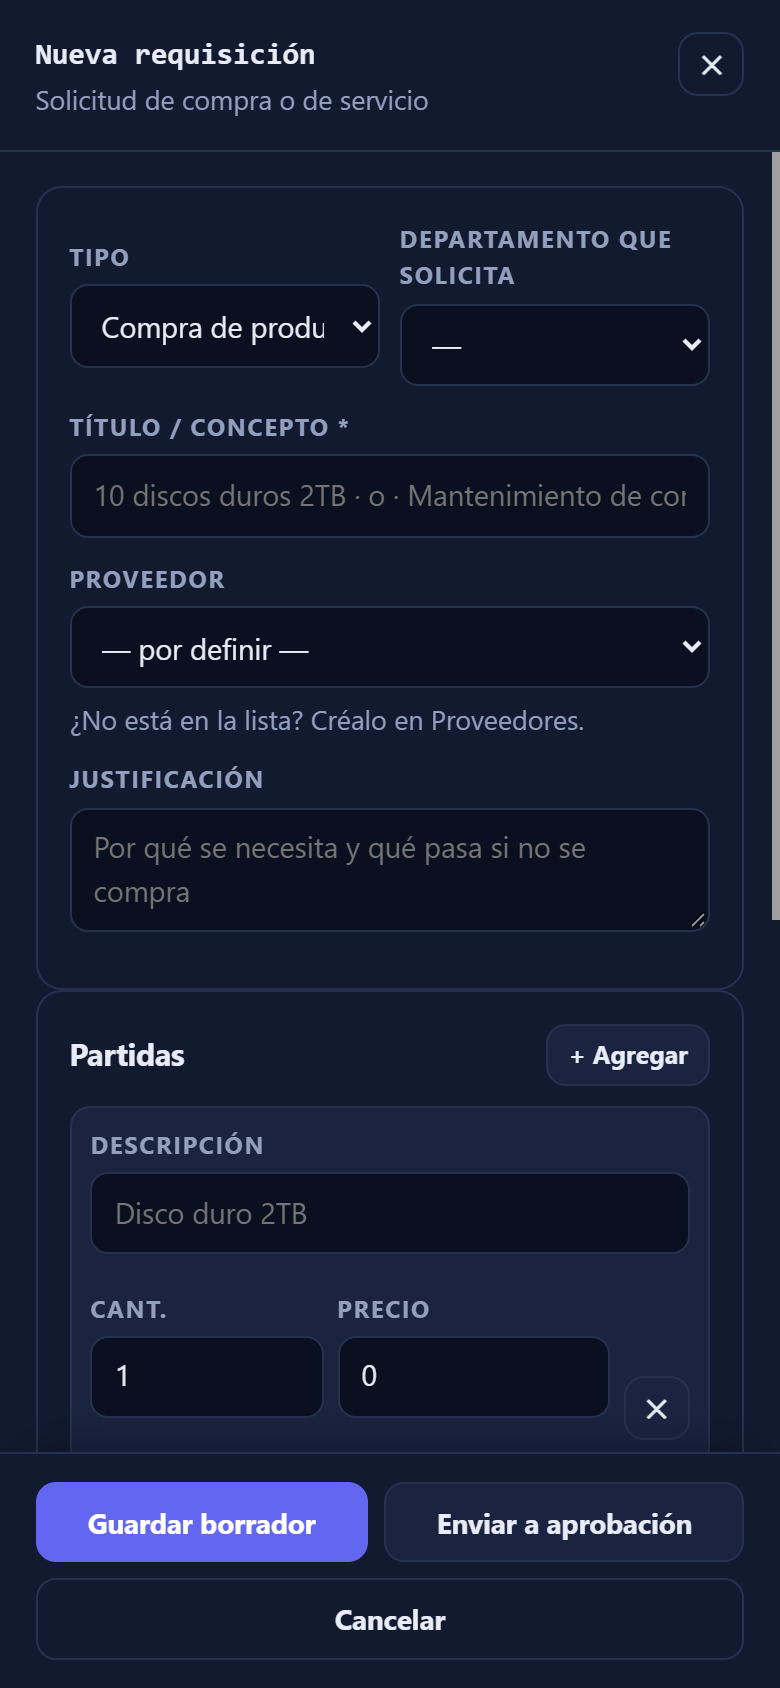 Nueva requisición
Solicitud de compra o de servicio
TIPO
DEPARTAMENTO QUE
SOLICITA
Compra de produ
—
TÍTULO / CONCEPTO *
10 discos duros 2TB · o · Mantenimiento de cor
PROVEEDOR
— por definir —
¿No está en la lista? Créalo en Proveedores.
JUSTIFICACIÓN
Por qué se necesita y qué pasa si no se
compra
Partidas
+ Agregar
DESCRIPCIÓN
Disco duro 2TB
CANT.
PRECIO
1
0
Guardar borrador
Enviar a aprobación
Cancelar